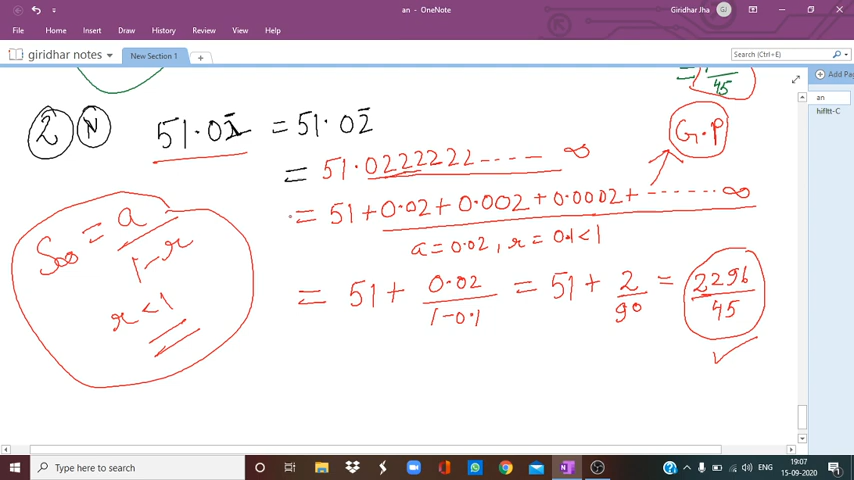 an - OneNote
Giridhar Jha
GJ
File Home Insert Draw History Review View Help
giridhar notes
New Section 1
+
Search (Ctrl+E)
Add Pag
an
hifltt-C
= 45
2 N 51.02̄ = 51.02̄
G.P
= 51.0222222---- ∞
= 51+0.02+0.002+0.0002+------∞
a=0.02, r=0.1<1
S∞ = a/1-r
r<1
= 51 + 0.02/1-0.1 = 51 + 2/90 = 2296/45
Type here to search
ENG
19:07
15-09-2020